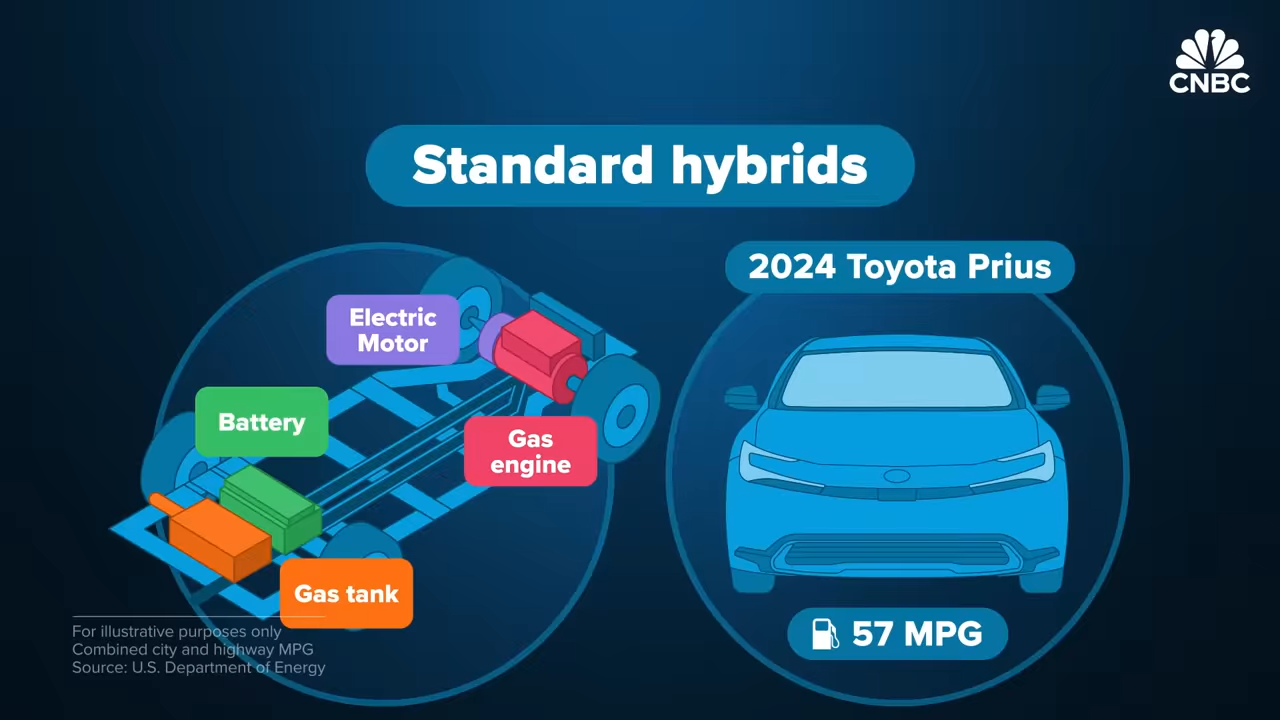 CNBC
Standard hybrids
2024 Toyota Prius
Electric
Motor
Battery
Gas
engine
Gas tank
57 MPG
For illustrative purposes only
Combined city and highway MPG
Source: U.S. Department of Energy